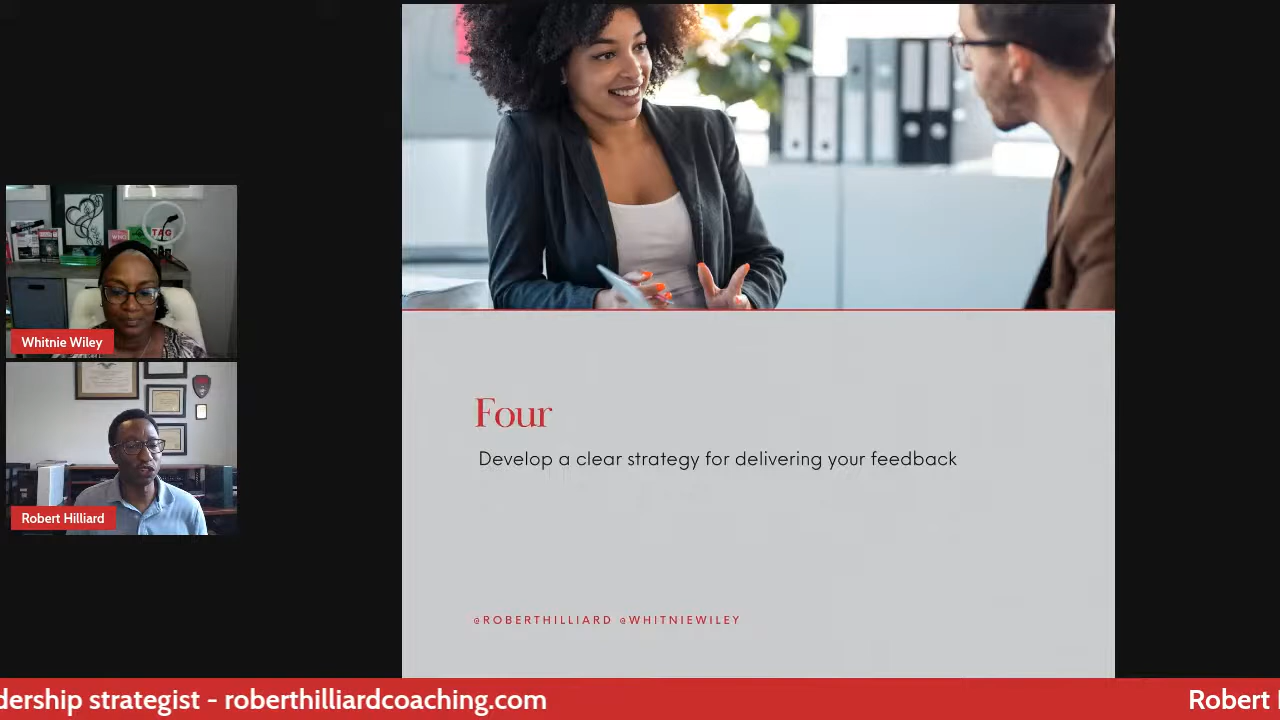 TAG
Whitnie Wiley
Robert Hilliard
Four
Develop a clear strategy for delivering your feedback
@ROBERTHILLIARD @WHITNIEWILEY
dership strategist - roberthilliardcoaching.com
Robert